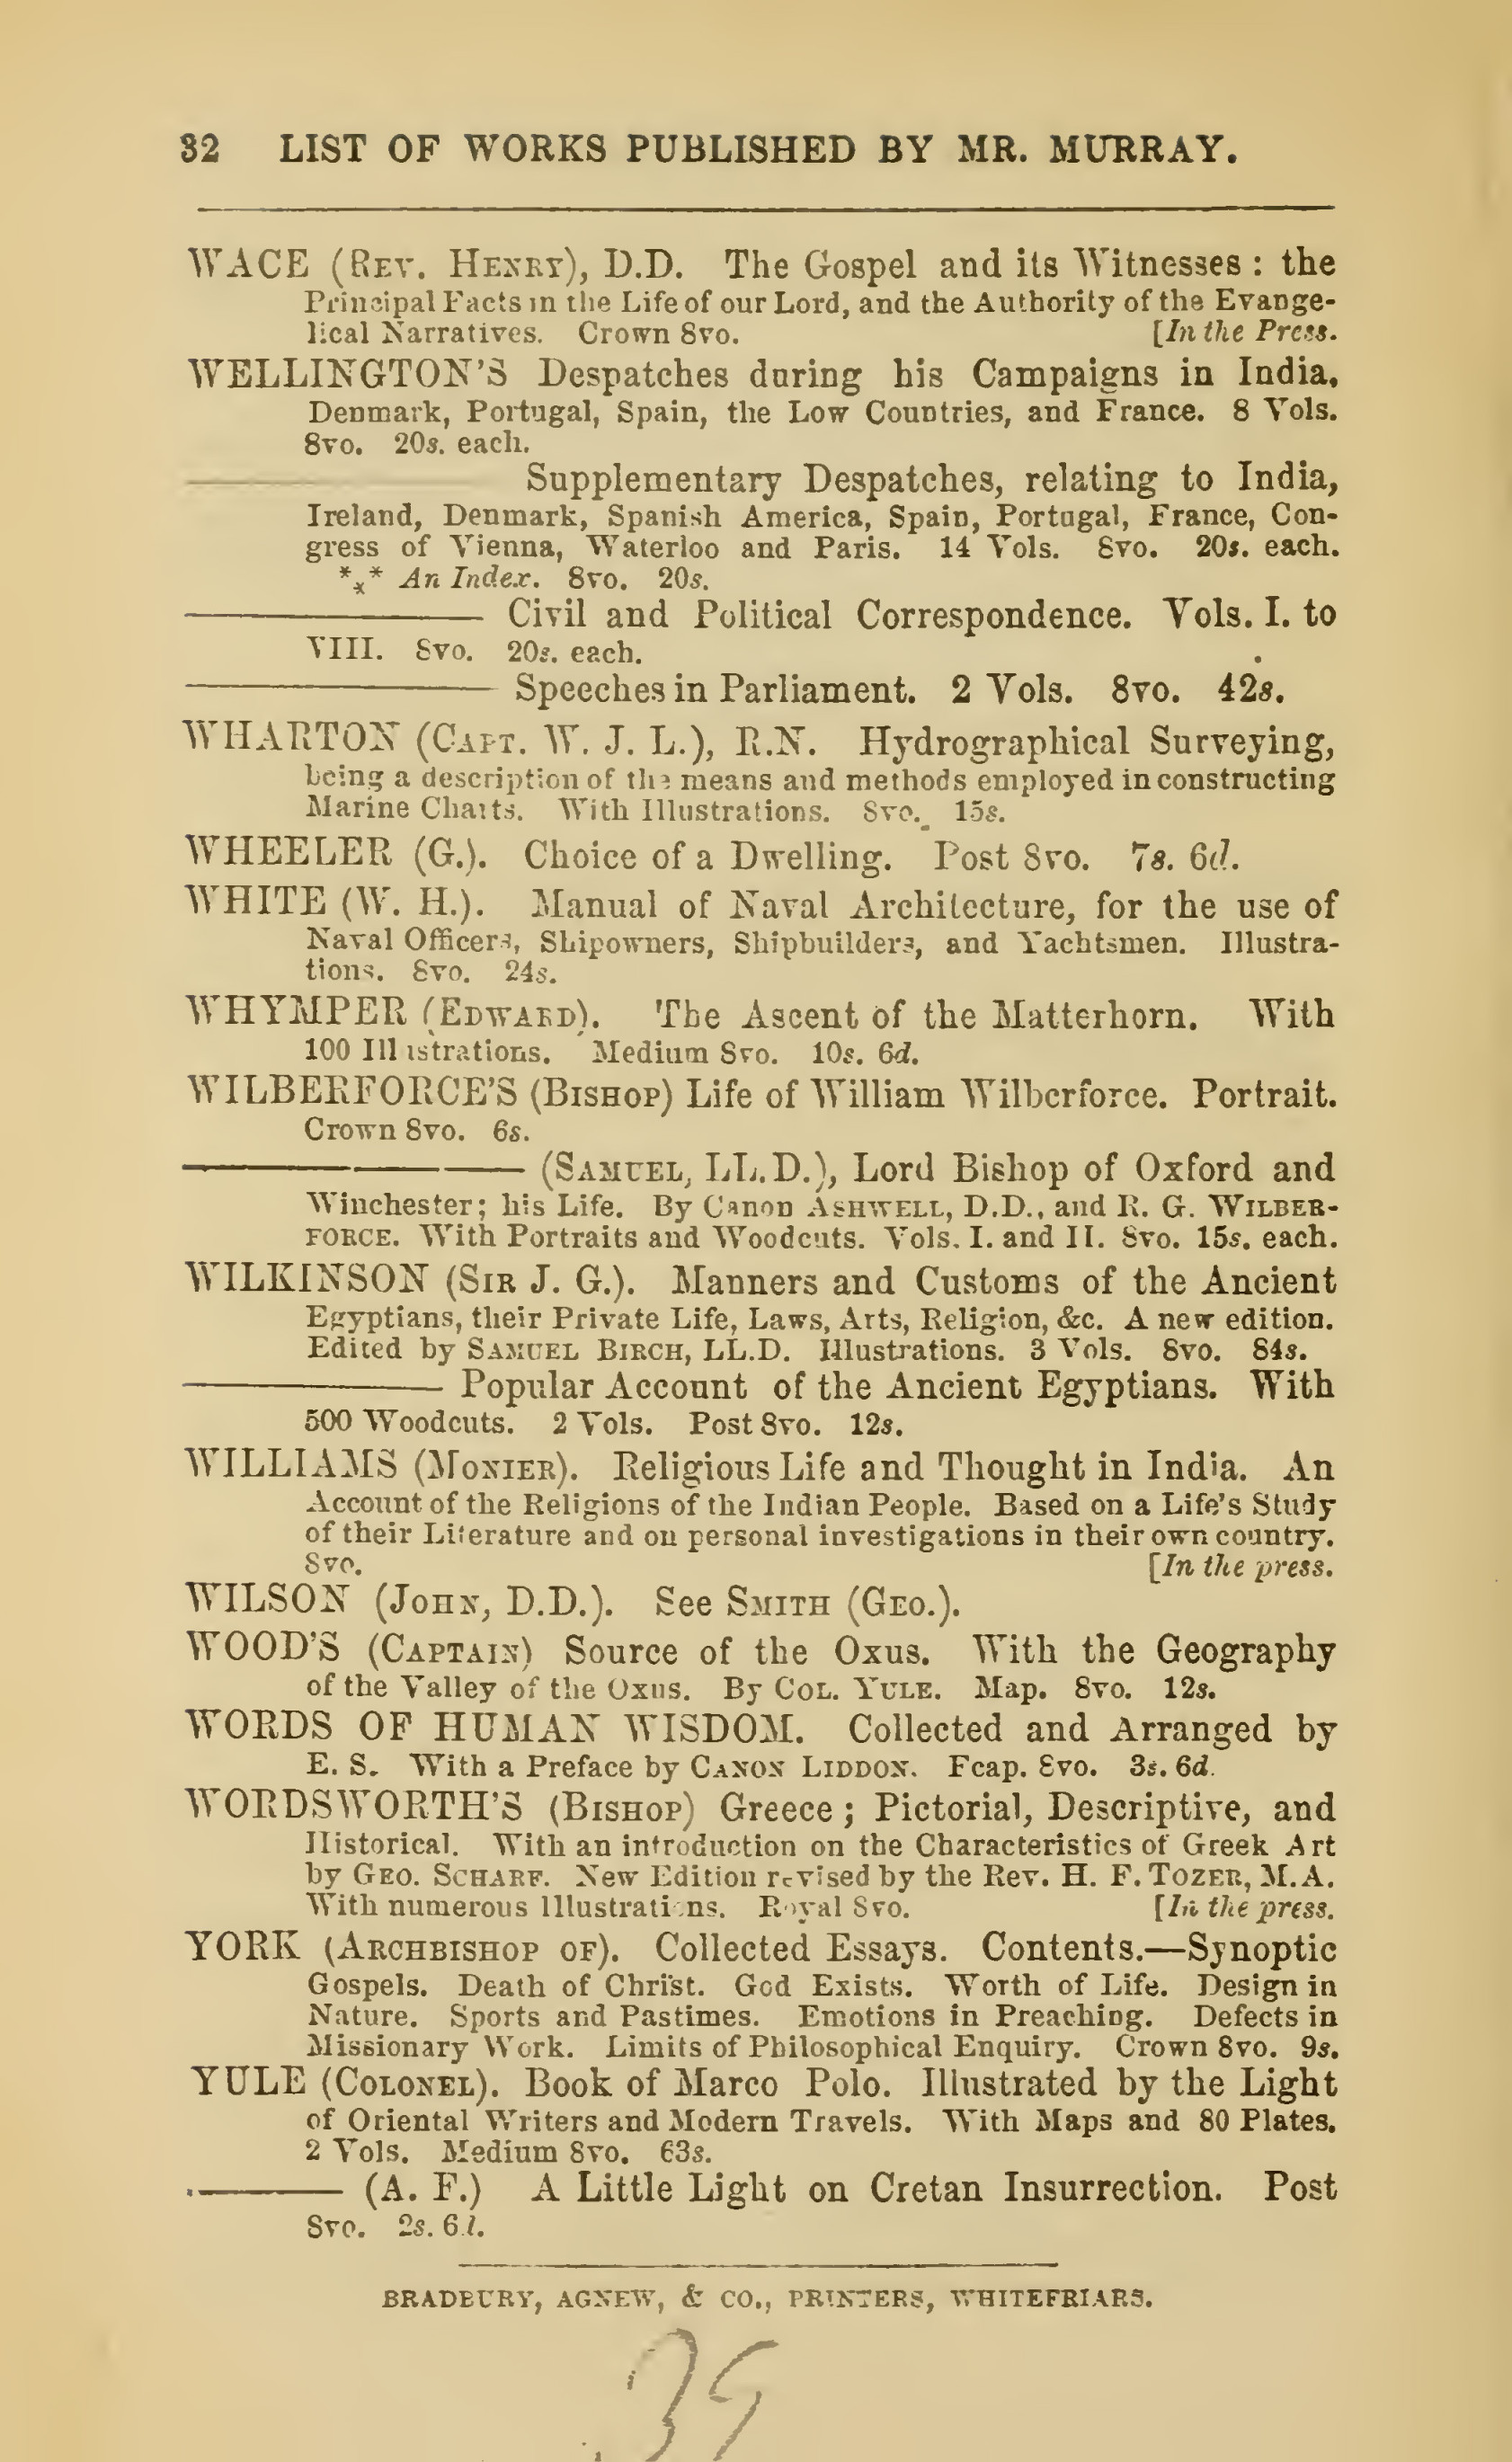 32 LIST OF WORKS PUBLISHED BY MR. MURRAY.
WACE (Rev. Henry), D.D. The Gospel and its Witnesses: the
Principal Facts in the Life of our Lord, and the Authority of the Evange-
lical Narratives. Crown 8vo. [In the Press.
WELLINGTON'S Despatches during his Campaigns in India,
Denmark, Portugal, Spain, the Low Countries, and France. 8 Vols.
8vo. 20s. each.
——— Supplementary Despatches, relating to India,
Ireland, Denmark, Spanish America, Spain, Portugal, France, Con-
gress of Vienna, Waterloo and Paris. 14 Vols. 8vo. 20s. each.
*** An Index. 8vo. 20s.
——— Civil and Political Correspondence. Vols. I. to
VIII. 8vo. 20s. each.
——— Speeches in Parliament. 2 Vols. 8vo. 42s.
WHARTON (Capt. W. J. L.), R.N. Hydrographical Surveying,
being a description of the means and methods employed in constructing
Marine Charts. With Illustrations. 8vo. 15s.
WHEELER (G.). Choice of a Dwelling. Post 8vo. 7s. 6d.
WHITE (W. H.). Manual of Naval Architecture, for the use of
Naval Officers, Shipowners, Shipbuilders, and Yachtsmen. Illustra-
tions. 8vo. 24s.
WHYMPER (Edward). The Ascent of the Matterhorn. With
100 Illustrations. Medium 8vo. 10s. 6d.
WILBERFORCE'S (Bishop) Life of William Wilberforce. Portrait.
Crown 8vo. 6s.
——— (Samuel, LL.D.), Lord Bishop of Oxford and
Winchester; his Life. By Canon Ashwell, D.D., and R. G. Wilber-
force. With Portraits and Woodcuts. Vols. I. and II. 8vo. 15s. each.
WILKINSON (Sir J. G.). Manners and Customs of the Ancient
Egyptians, their Private Life, Laws, Arts, Religion, &c. A new edition.
Edited by Samuel Birch, LL.D. Illustrations. 3 Vols. 8vo. 84s.
——— Popular Account of the Ancient Egyptians. With
500 Woodcuts. 2 Vols. Post 8vo. 12s.
WILLIAMS (Monier). Religious Life and Thought in India. An
Account of the Religions of the Indian People. Based on a Life's Study
of their Literature and on personal investigations in their own country.
8vo. [In the press.
WILSON (John, D.D.). See Smith (Geo.).
WOOD'S (Captain) Source of the Oxus. With the Geography
of the Valley of the Oxus. By Col. Yule. Map. 8vo. 12s.
WORDS OF HUMAN WISDOM. Collected and Arranged by
E. S. With a Preface by Canon Liddon. Fcap. 8vo. 3s. 6d.
WORDSWORTH'S (Bishop) Greece; Pictorial, Descriptive, and
Historical. With an introduction on the Characteristics of Greek Art
by Geo. Scharf. New Edition revised by the Rev. H. F. Tozer, M.A.
With numerous Illustrations. Royal 8vo. [In the press.
YORK (Archbishop of). Collected Essays. Contents.—Synoptic
Gospels. Death of Christ. God Exists. Worth of Life. Design in
Nature. Sports and Pastimes. Emotions in Preaching. Defects in
Missionary Work. Limits of Philosophical Enquiry. Crown 8vo. 9s.
YULE (Colonel). Book of Marco Polo. Illustrated by the Light
of Oriental Writers and Modern Travels. With Maps and 80 Plates.
2 Vols. Medium 8vo. 63s.
——— (A. F.) A Little Light on Cretan Insurrection. Post
8vo. 2s. 6d.
BRADBURY, AGNEW, & CO., PRINTERS, WHITEFRIARS.